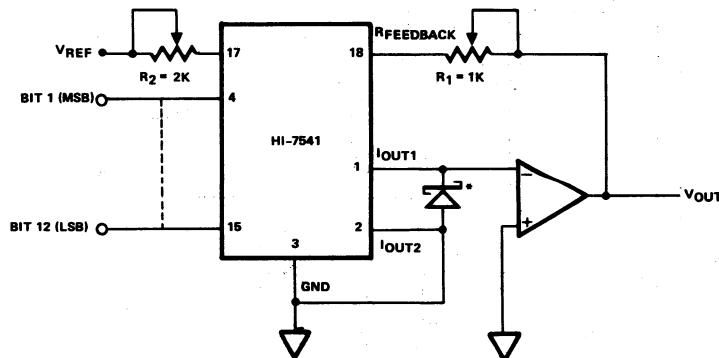 RFEEDBACK
VREF
17
18
R2 = 2K
R1 = 1K
BIT 1 (MSB)
4
HI-7541
IOUT1
1
*
−
VOUT
+
BIT 12 (LSB)
15
2
IOUT2
3
GND